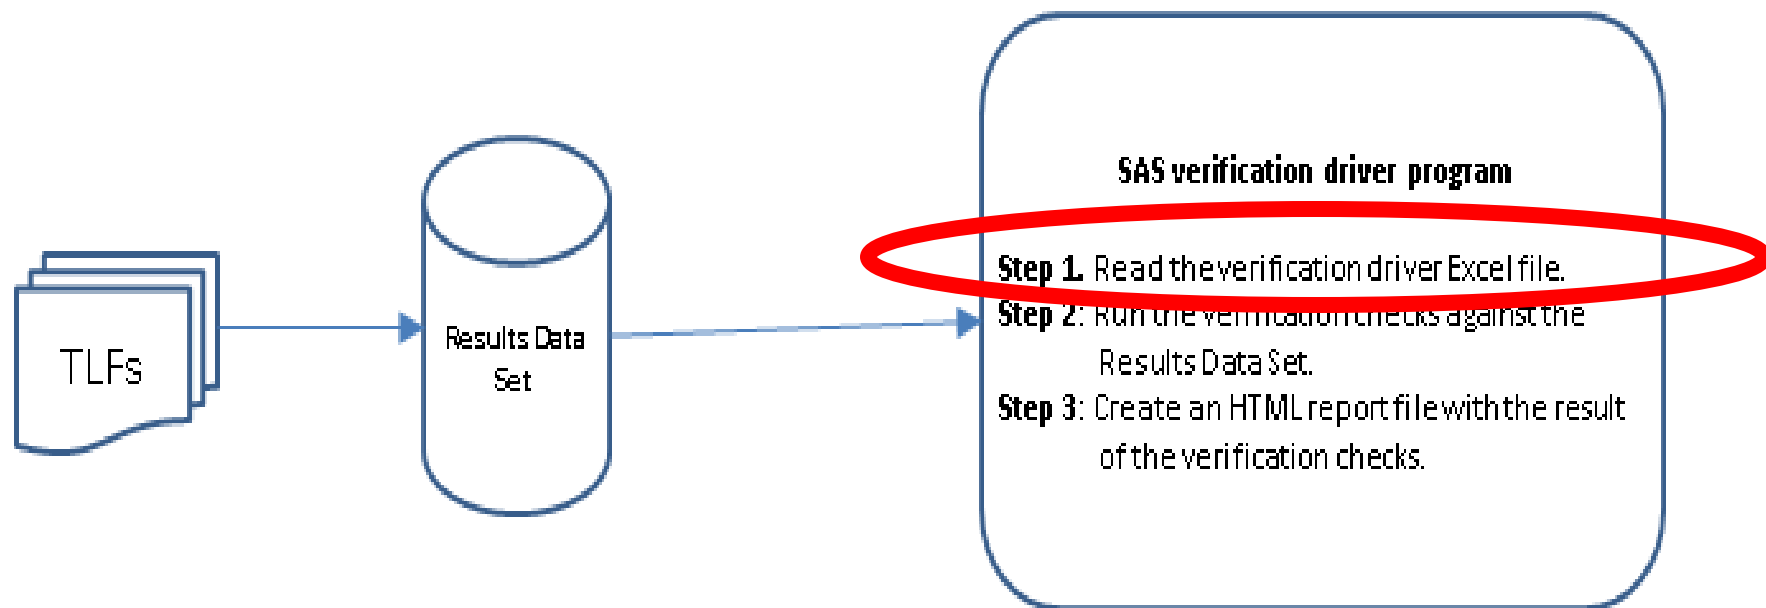 SAS verification driver program
Step 1. Read the verification driver Excel file.
Step 2: Run the verification checks against the
Results Data Set.
Step 3: Create an HTML report file with the result
of the verification checks.
Results Data
Set
TLFs